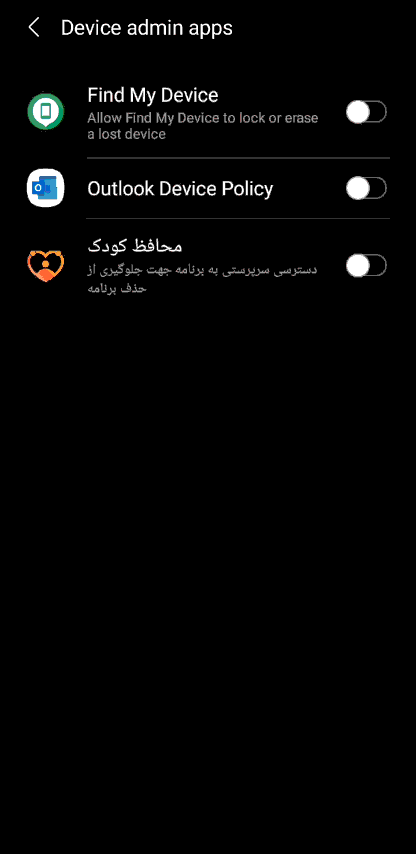 Device admin apps
Find My Device
Allow Find My Device to lock or erase
a lost device
Outlook Device Policy
محافظ کودک
دسترسی سرپرستی به برنامه جهت جلوگیری از
حذف برنامه